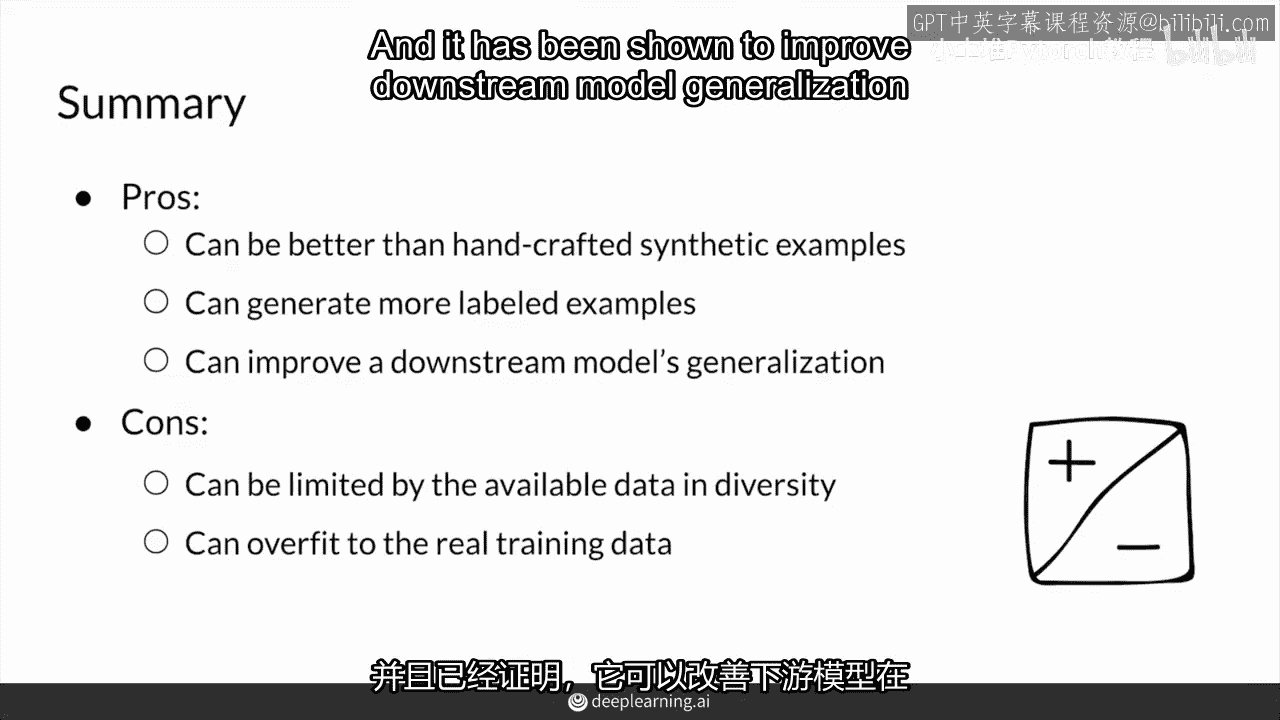 GPT中英字幕课程资源@bilibili.com
And it has been shown to improve
downstream model generalization
Summary
● Pros:
○ Can be better than hand-crafted synthetic examples
○ Can generate more labeled examples
○ Can improve a downstream model’s generalization
● Cons:
○ Can be limited by the available data in diversity
○ Can overfit to the real training data
+
−
并且已经证明，它可以改善下游模型在
deeplearning.ai